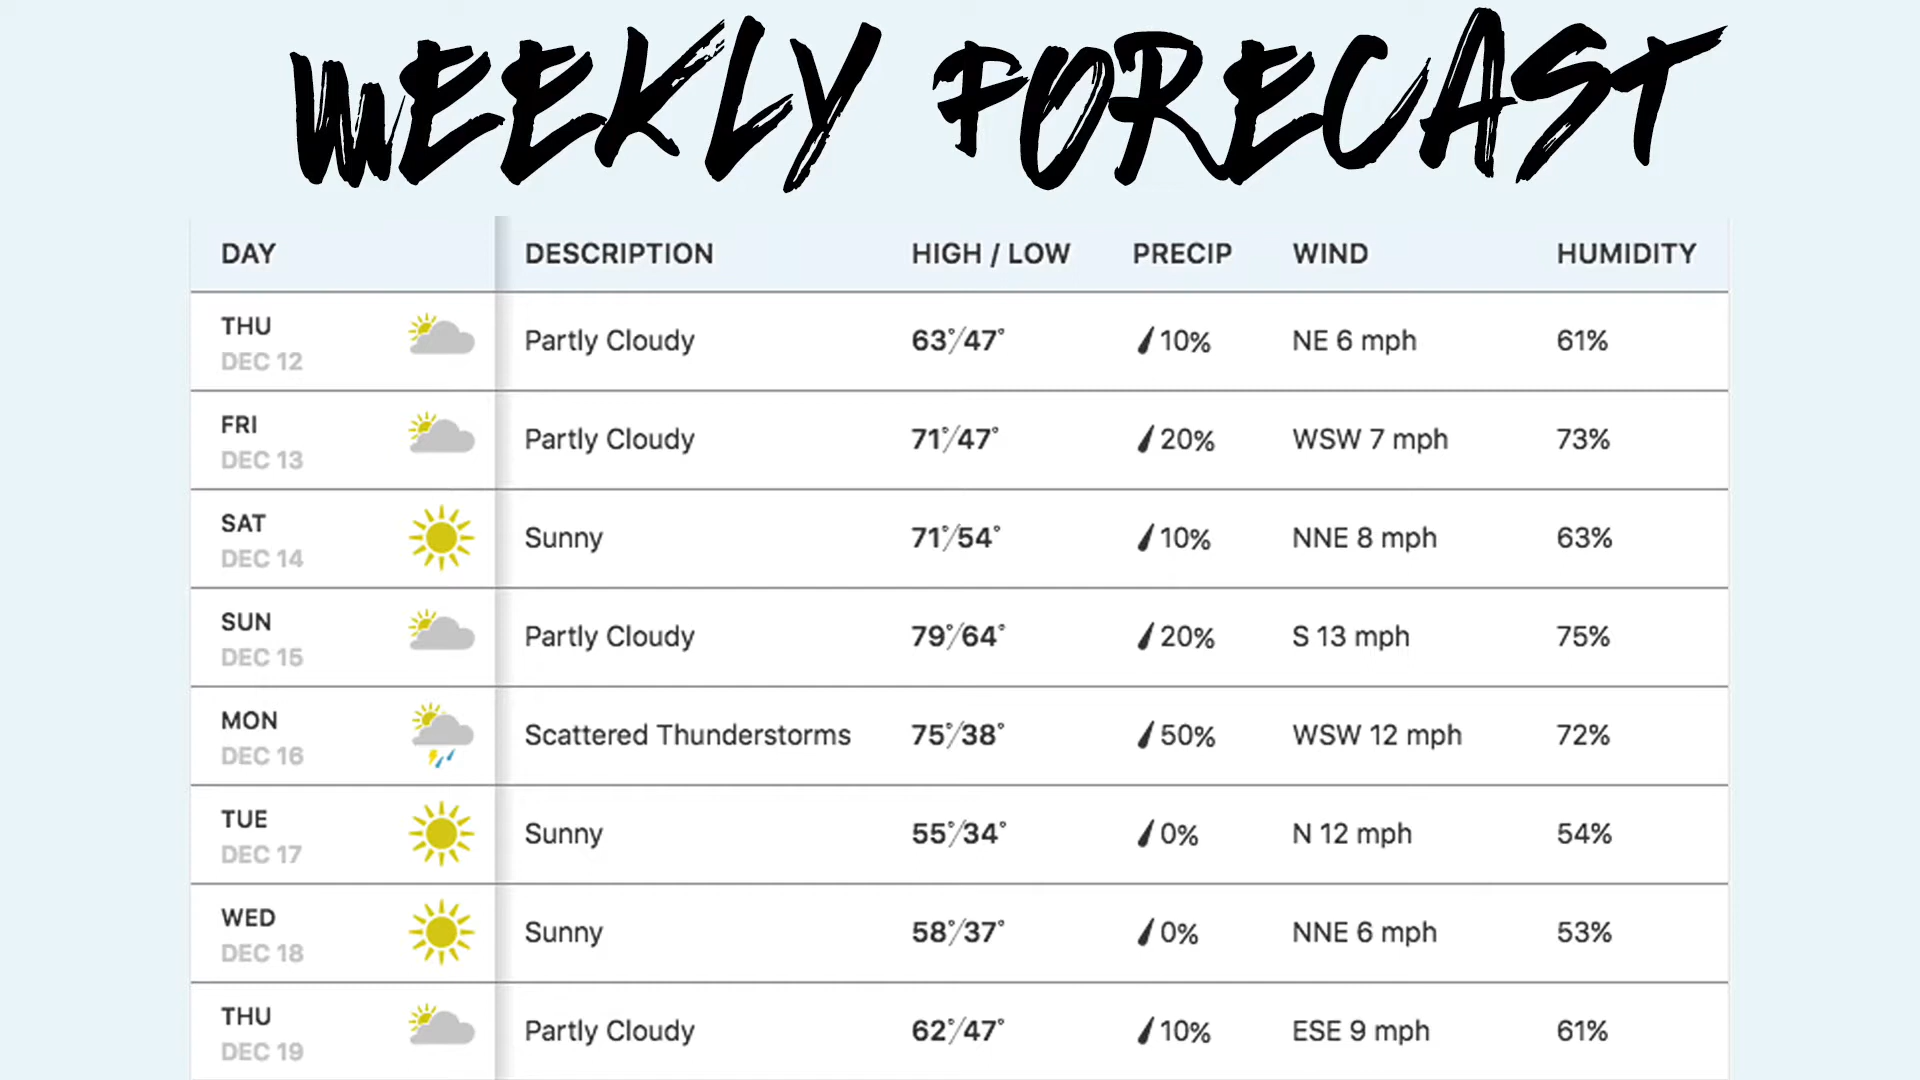 WEEKLY FORECAST
DAY DESCRIPTION HIGH / LOW PRECIP WIND HUMIDITY
THU DEC 12 Partly Cloudy 63°/47° 10% NE 6 mph 61%
FRI DEC 13 Partly Cloudy 71°/47° 20% WSW 7 mph 73%
SAT DEC 14 Sunny 71°/54° 10% NNE 8 mph 63%
SUN DEC 15 Partly Cloudy 79°/64° 20% S 13 mph 75%
MON DEC 16 Scattered Thunderstorms 75°/38° 50% WSW 12 mph 72%
TUE DEC 17 Sunny 55°/34° 0% N 12 mph 54%
WED DEC 18 Sunny 58°/37° 0% NNE 6 mph 53%
THU DEC 19 Partly Cloudy 62°/47° 10% ESE 9 mph 61%